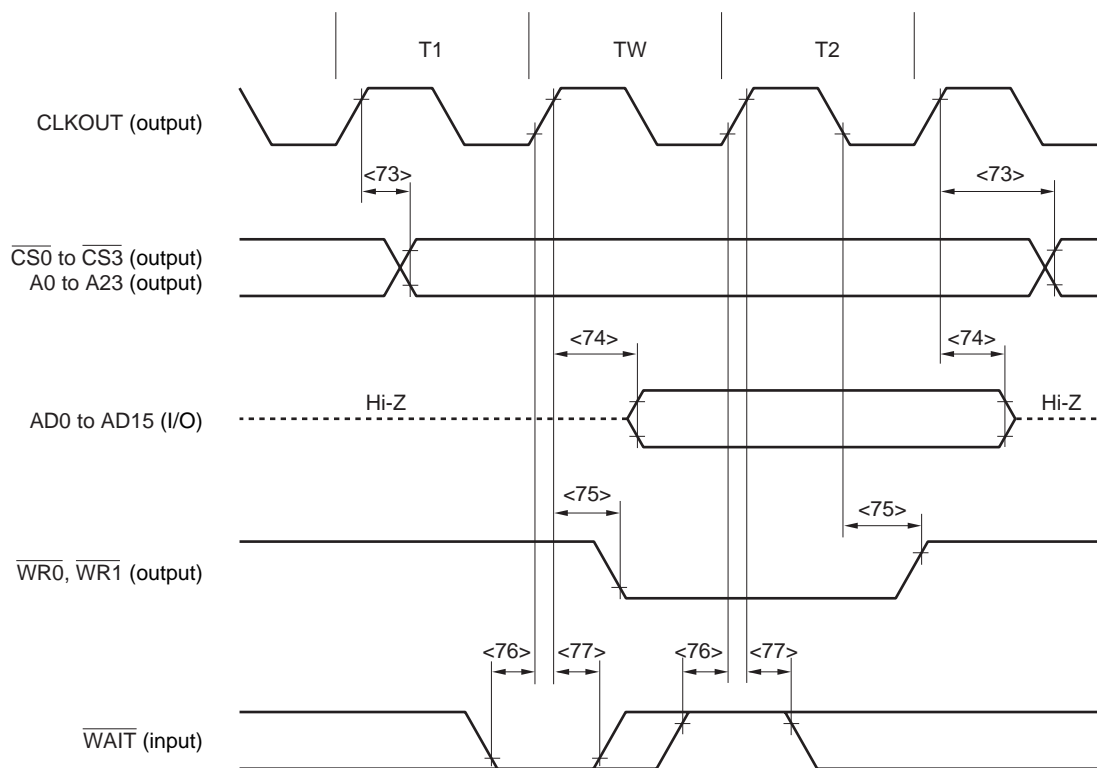 T1 TW T2
CLKOUT (output)
<73> <73>
CS0 to CS3 (output)
A0 to A23 (output)
<74> <74>
Hi-Z Hi-Z
AD0 to AD15 (I/O)
<75> <75>
WR0, WR1 (output)
<76> <77> <76> <77>
WAIT (input)